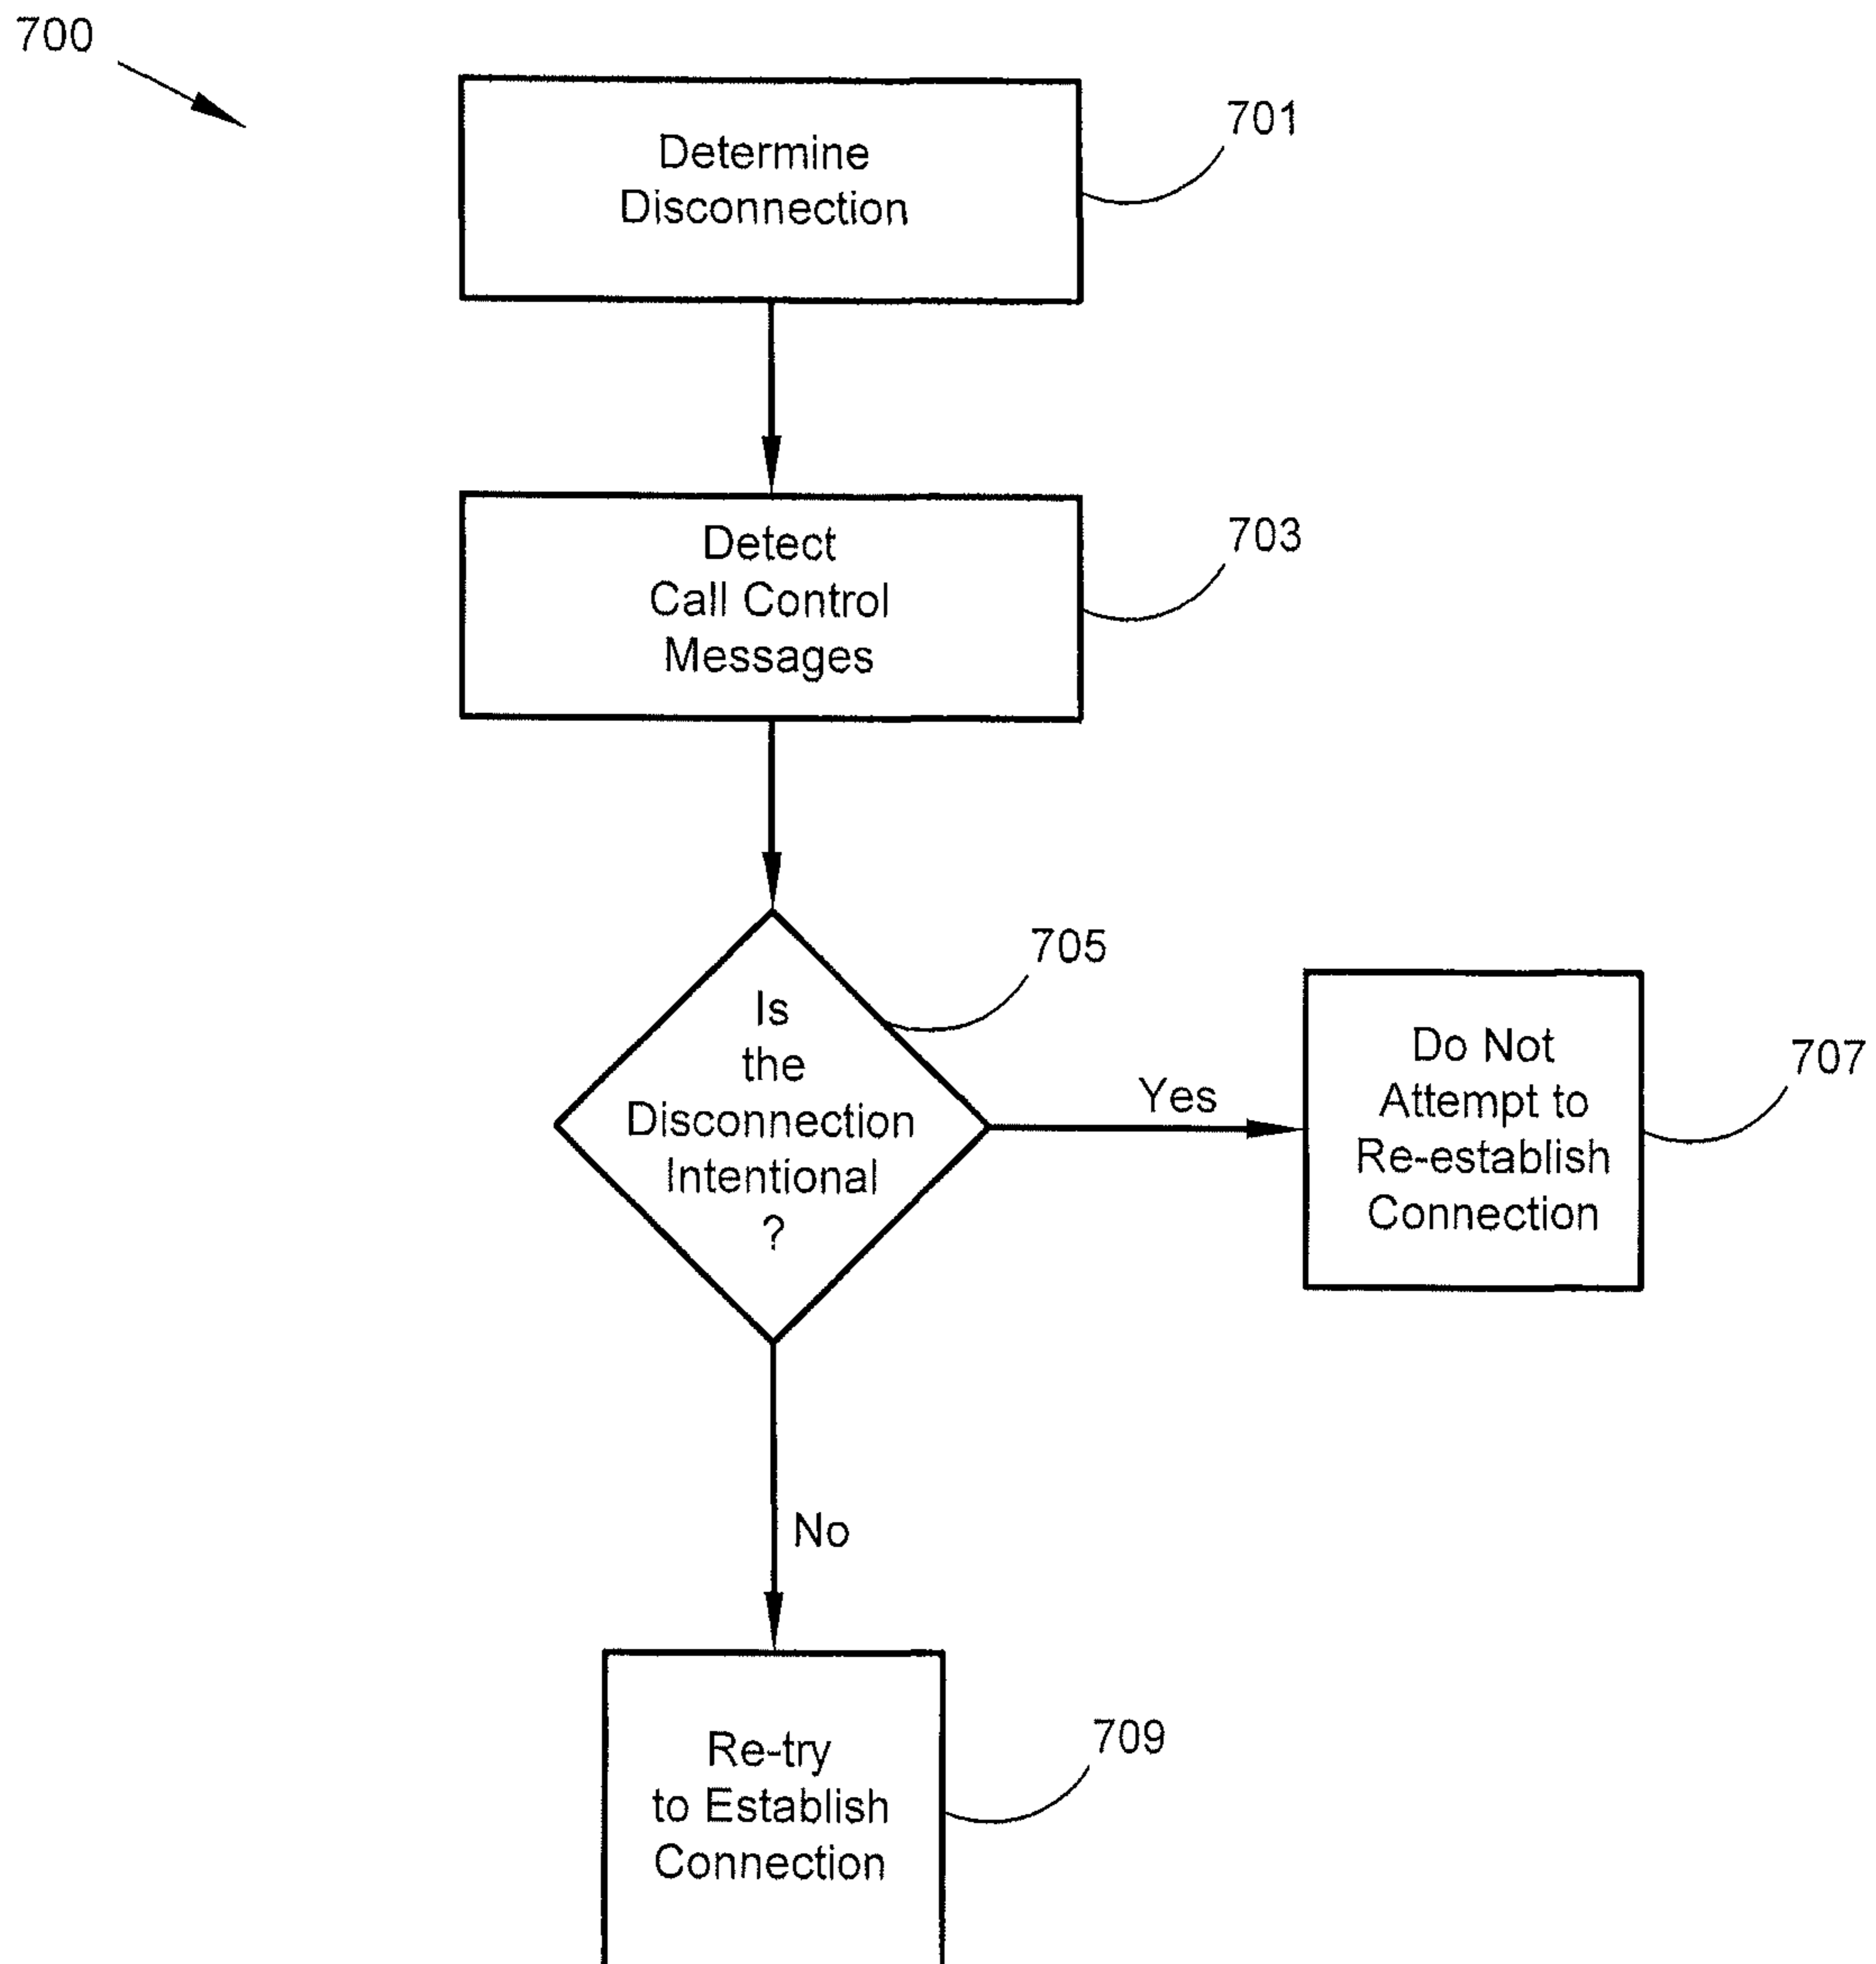 700
Determine
Disconnection
701
Detect
Call Control
Messages
703
Is
the
Disconnection
Intentional
?
705
Yes
Do Not
Attempt to
Re-establish
Connection
707
No
Re-try
to Establish
Connection
709